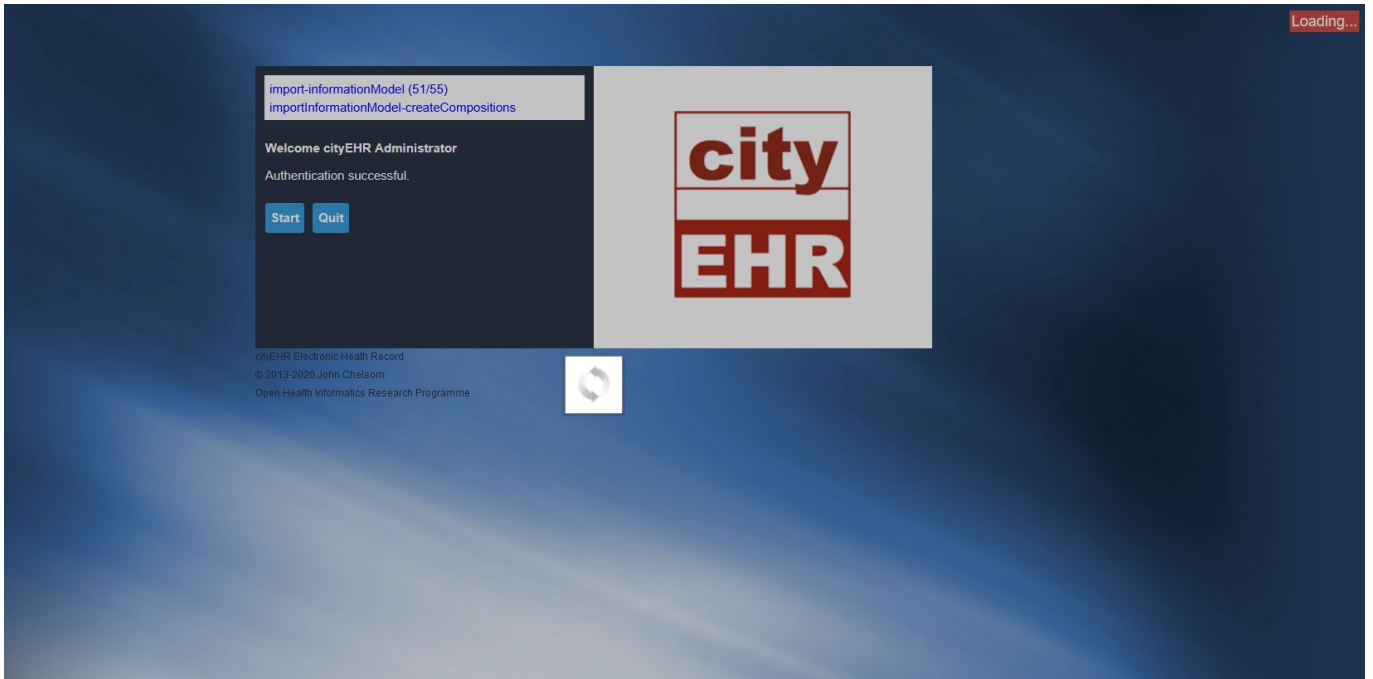 Loading...
import-informationModel (51/55)
importInformationModel-createCompositions
Welcome cityEHR Administrator
Authentication successful.
Start Quit
city
EHR
cityEHR Electronic Heath Record
© 2013-2020 John Chelsom
Open Health Informatics Research Programme